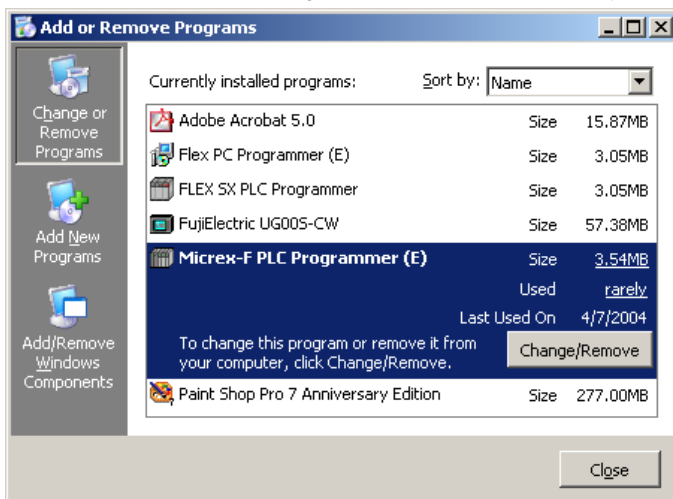 Add or Remove Programs
Change or
Remove
Programs
Add New
Programs
Add/Remove
Windows
Components
Currently installed programs: Sort by: Name
Adobe Acrobat 5.0 Size 15.87MB
Flex PC Programmer (E) Size 3.05MB
FLEX SX PLC Programmer Size 3.05MB
FujiElectric UG00S-CW Size 57.38MB
Micrex-F PLC Programmer (E) Size 3.54MB
Used rarely
Last Used On 4/7/2004
To change this program or remove it from
your computer, click Change/Remove.
Change/Remove
Paint Shop Pro 7 Anniversary Edition Size 277.00MB
Close